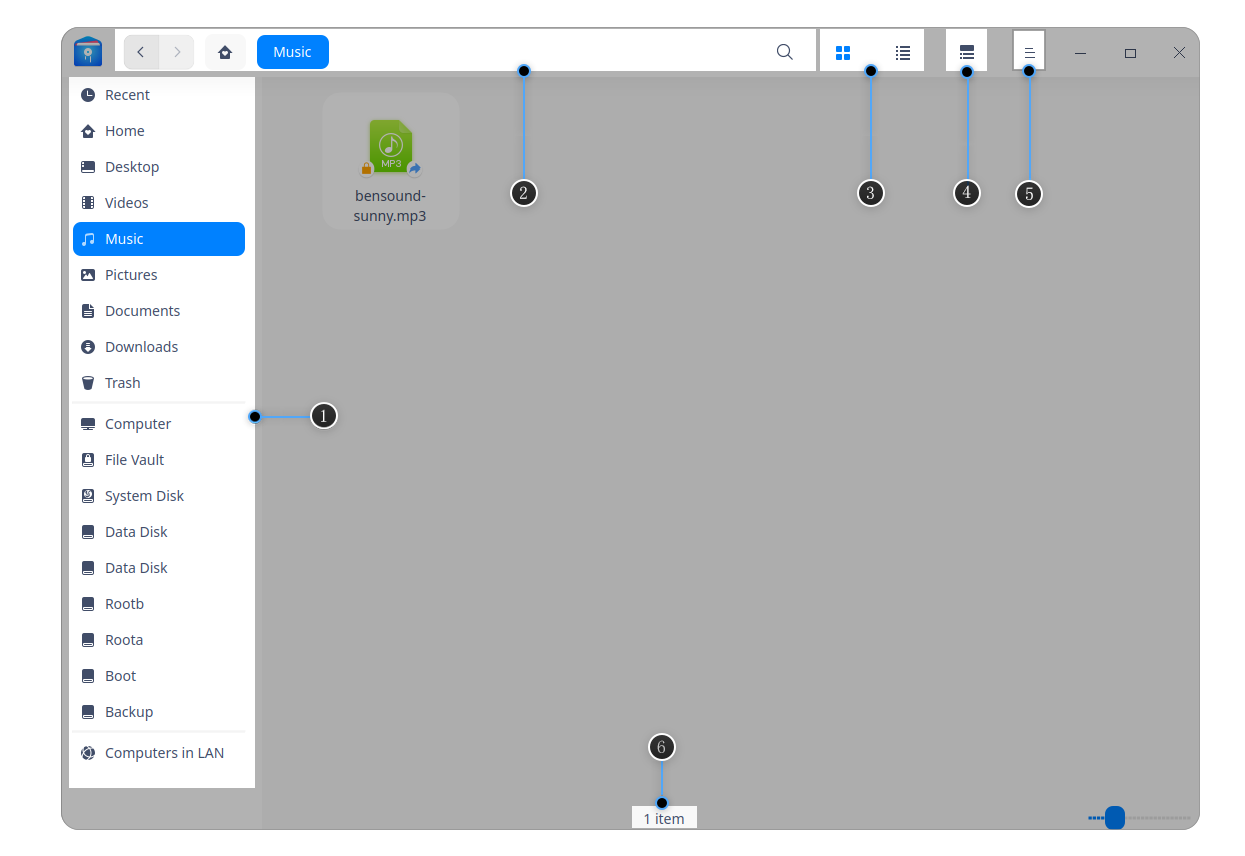 Music
Recent
Home
Desktop
Videos
Music
Pictures
Documents
Downloads
Trash
Computer
File Vault
System Disk
Data Disk
Data Disk
Rootb
Roota
Boot
Backup
Computers in LAN
MP3
bensound-
sunny.mp3
2
3
4
5
1
6
1 item